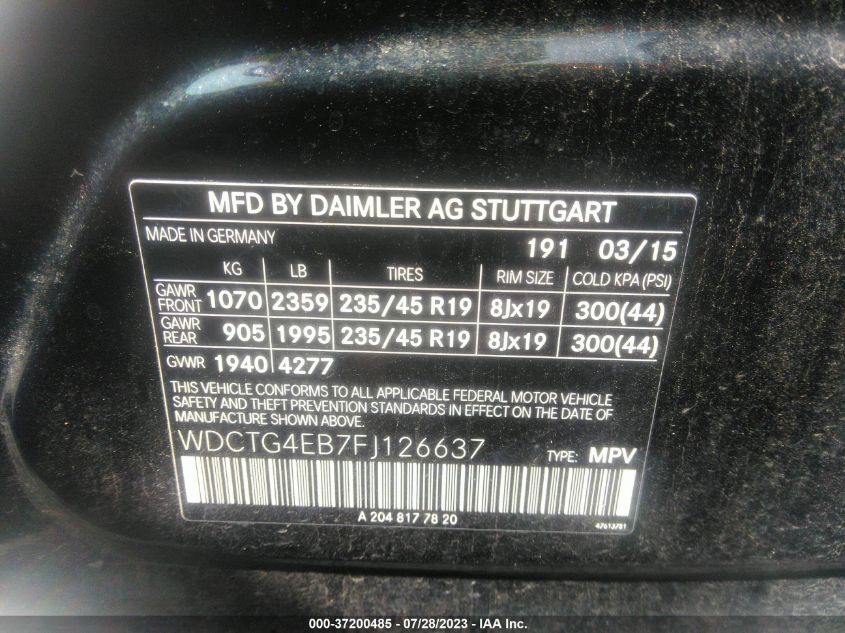 MFD BY DAIMLER AG STUTTGART
MADE IN GERMANY 191 03/15
KG LB TIRES RIM SIZE COLD KPA (PSI)
GAWR FRONT 1070 2359 235/45 R19 8Jx19 300(44)
GAWR REAR 905 1995 235/45 R19 8Jx19 300(44)
GVWR 1940 4277
THIS VEHICLE CONFORMS TO ALL APPLICABLE FEDERAL MOTOR VEHICLE
SAFETY AND THEFT PREVENTION STANDARDS IN EFFECT ON THE DATE OF
MANUFACTURE SHOWN ABOVE.
WDCTG4EB7FJ126637 TYPE: MPV
A 204 817 78 20 47613781
000-37200485 - 07/28/2023 - IAA Inc.